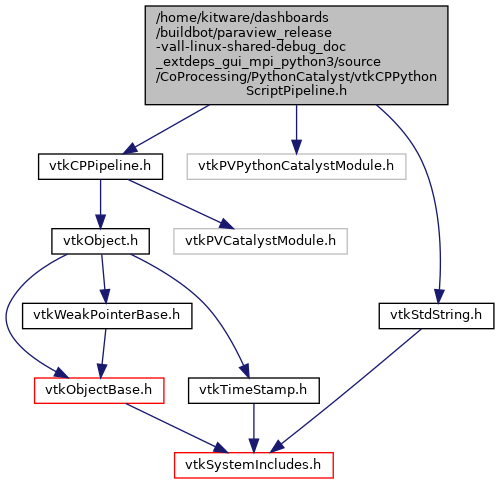 /home/kitware/dashboards
/buildbot/paraview_release
-vall-linux-shared-debug_doc
_extdeps_gui_mpi_python3/source
/CoProcessing/PythonCatalyst/vtkCPPython
ScriptPipeline.h
vtkCPPipeline.h
vtkPVPythonCatalystModule.h
vtkObject.h
vtkPVCatalystModule.h
vtkWeakPointerBase.h
vtkStdString.h
vtkObjectBase.h
vtkTimeStamp.h
vtkSystemIncludes.h